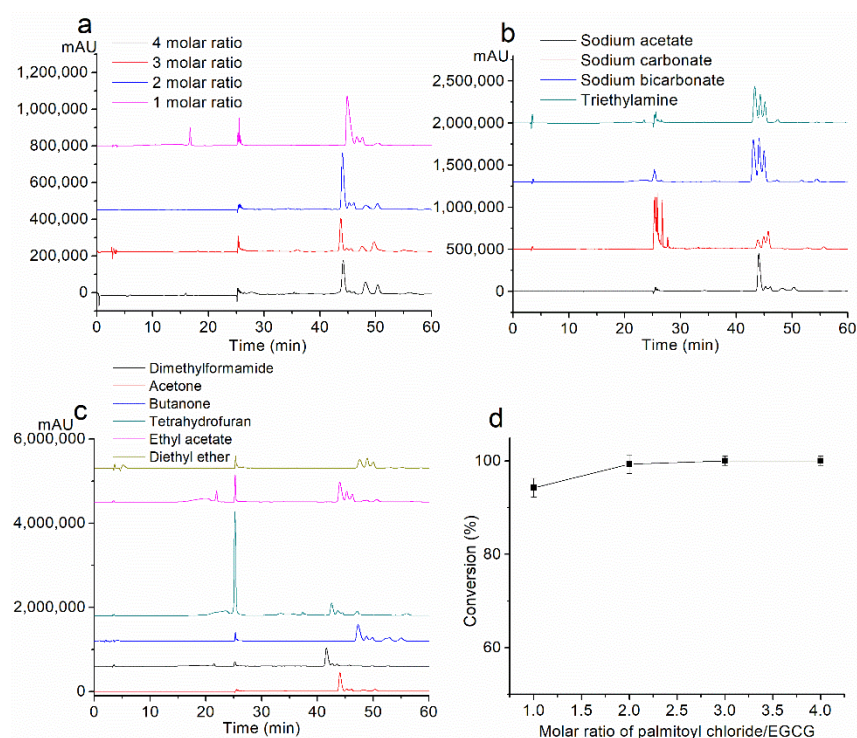 a
mAU
4 molar ratio
3 molar ratio
2 molar ratio
1 molar ratio
1,200,000
1,000,000
800,000
600,000
400,000
200,000
0
0 10 20 30 40 50 60
Time (min)
b
mAU
Sodium acetate
Sodium carbonate
Sodium bicarbonate
Triethylamine
2,500,000
2,000,000
1,500,000
1,000,000
500,000
0
0 10 20 30 40 50 60
Time (min)
c
mAU
Dimethylformamide
Acetone
Butanone
Tetrahydrofuran
Ethyl acetate
Diethyl ether
6,000,000
4,000,000
2,000,000
0
0 10 20 30 40 50 60
Time (min)
d
Conversion (%)
100
80
60
1.0 1.5 2.0 2.5 3.0 3.5 4.0
Molar ratio of palmitoyl chloride/EGCG